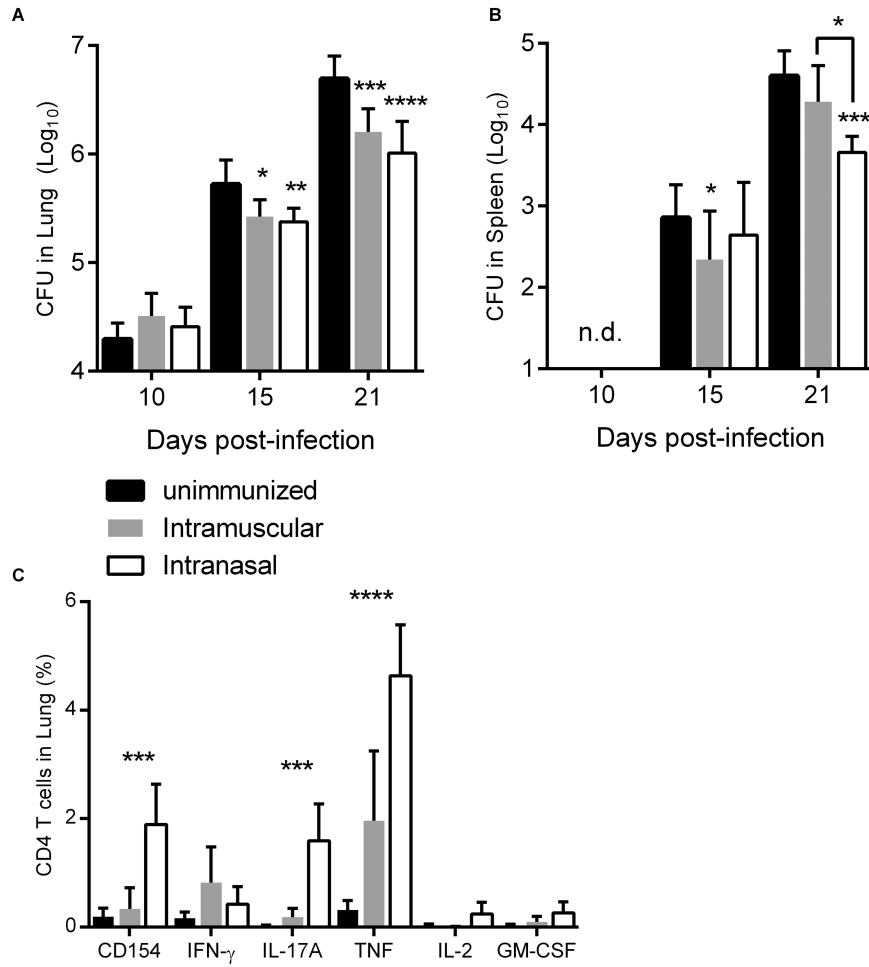 A
CFU in Lung (Log10)
7
6
5
4
*
**
***
****
10 15 21
Days post-infection
B
CFU in Spleen (Log10)
5
4
3
2
1
n.d.
*
*
***
10 15 21
Days post-infection
unimmunized
Intramuscular
Intranasal
C
CD4 T cells in Lung (%)
6
4
2
0
***
***
****
CD154 IFN-γ IL-17A TNF IL-2 GM-CSF